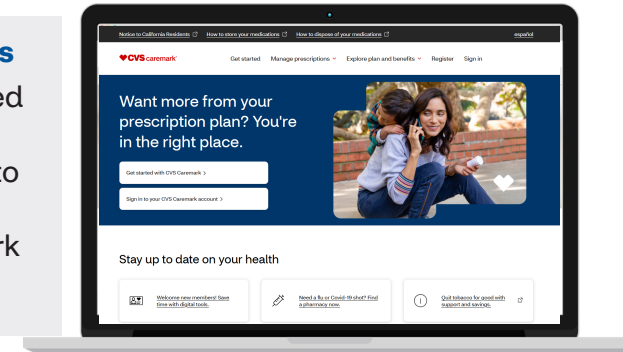 s
ed
to
rk
Notice to California Residents
How to store your medications
How to dispose of your medications
español
CVS caremark
Get started
Manage prescriptions
Explore plan and benefits
Register
Sign in
Want more from your
prescription plan? You're
in the right place.
Get started with CVS Caremark >
Sign in to your CVS Caremark account >
Stay up to date on your health
Welcome new members! Save
time with digital tools.
Need a flu or Covid-19 shot? Find
a pharmacy now.
Quit tobacco for good with
support and savings.